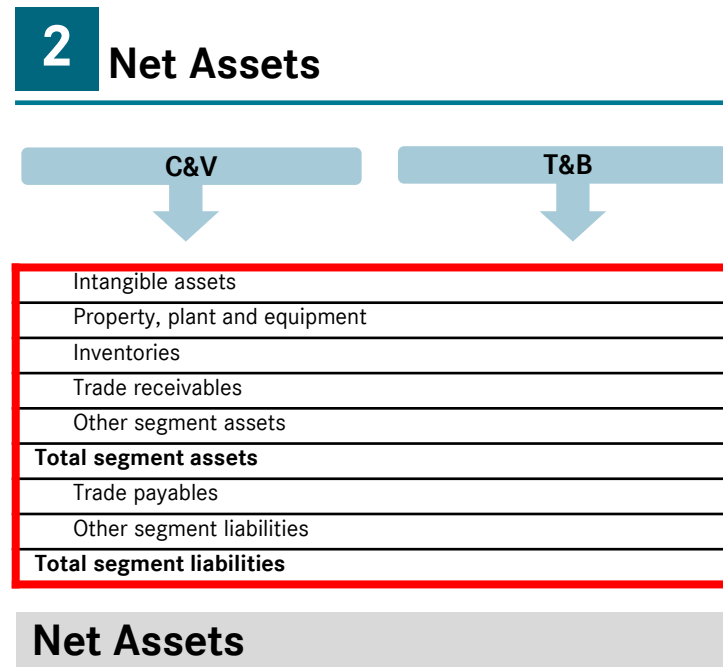 2 Net Assets
C&V T&B
Intangible assets
Property, plant and equipment
Inventories
Trade receivables
Other segment assets
Total segment assets
Trade payables
Other segment liabilities
Total segment liabilities
Net Assets